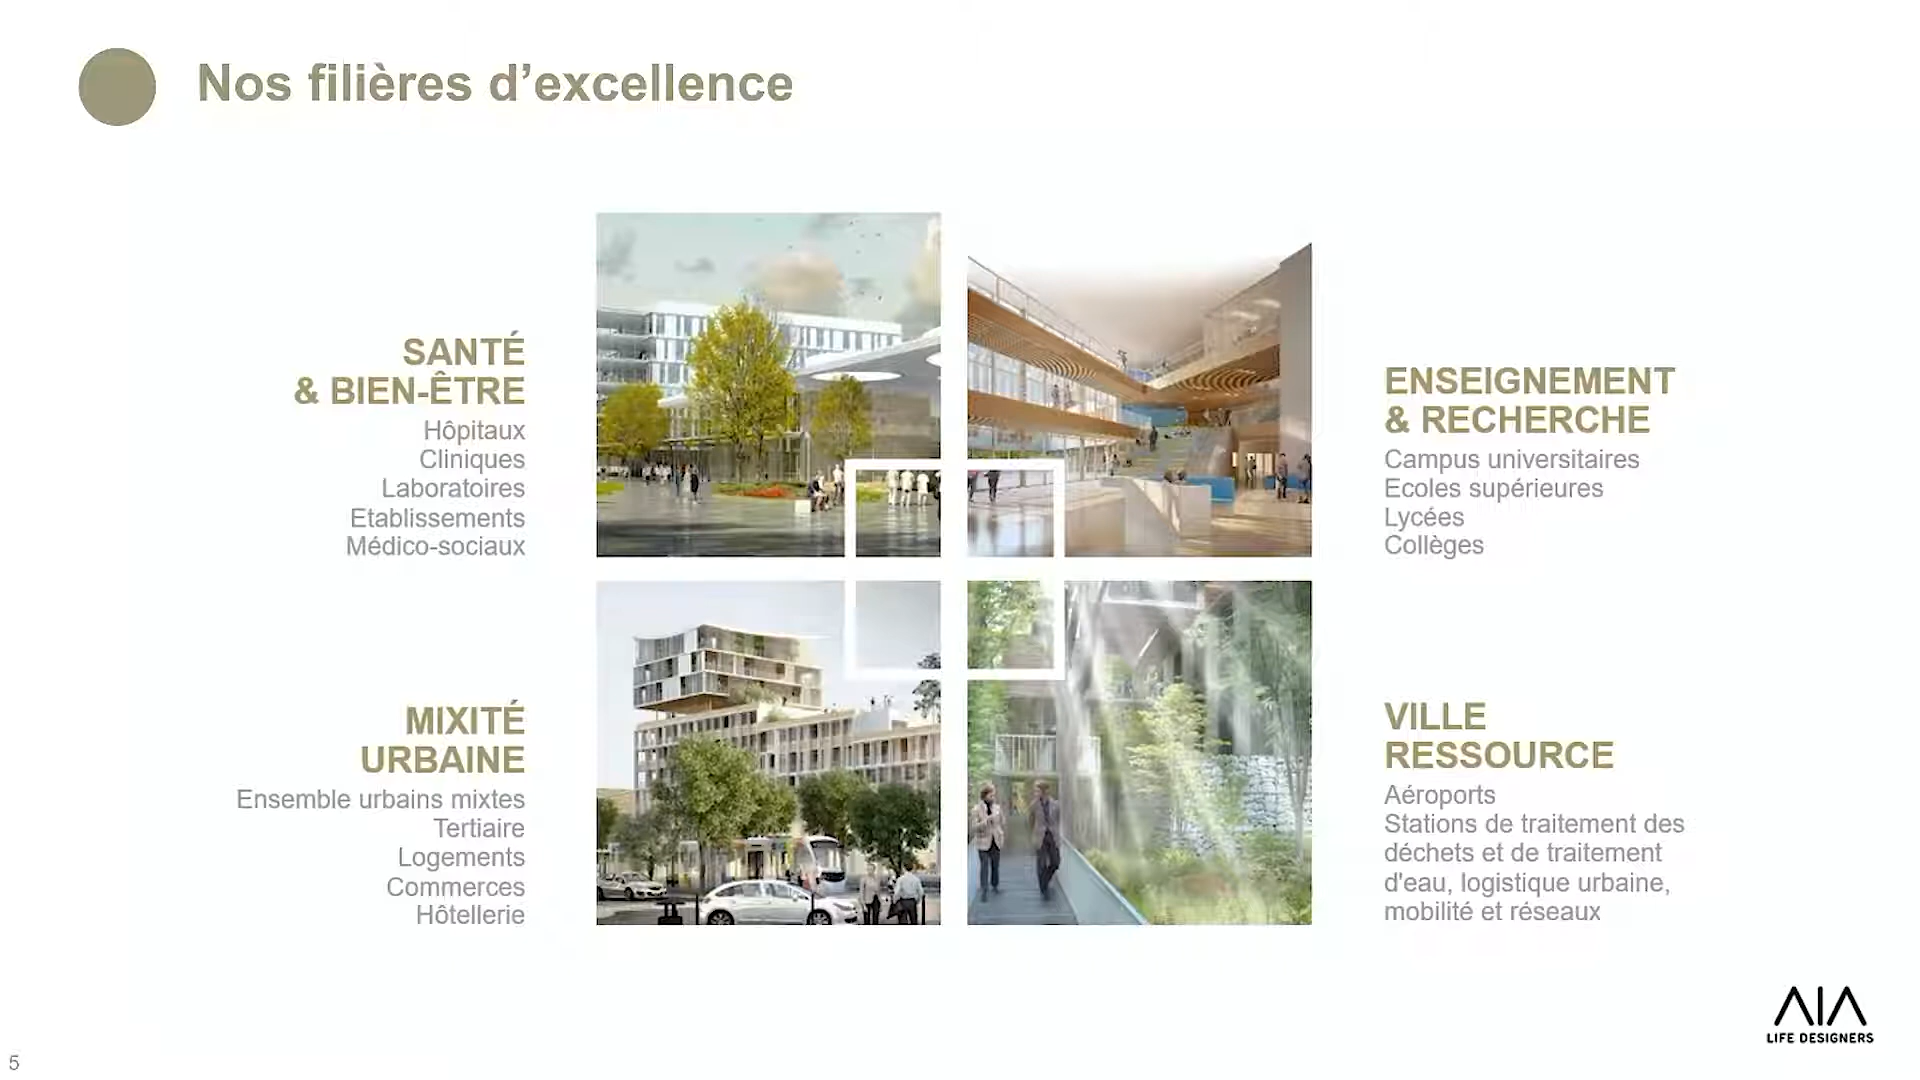 Nos filières d’excellence
SANTÉ
& BIEN-ÊTRE
Hôpitaux
Cliniques
Laboratoires
Etablissements
Médico-sociaux
ENSEIGNEMENT
& RECHERCHE
Campus universitaires
Ecoles supérieures
Lycées
Collèges
MIXITÉ
URBAINE
Ensemble urbains mixtes
Tertiaire
Logements
Commerces
Hôtellerie
VILLE
RESSOURCE
Aéroports
Stations de traitement des
déchets et de traitement
d'eau, logistique urbaine,
mobilité et réseaux
AIA
LIFE DESIGNERS
5